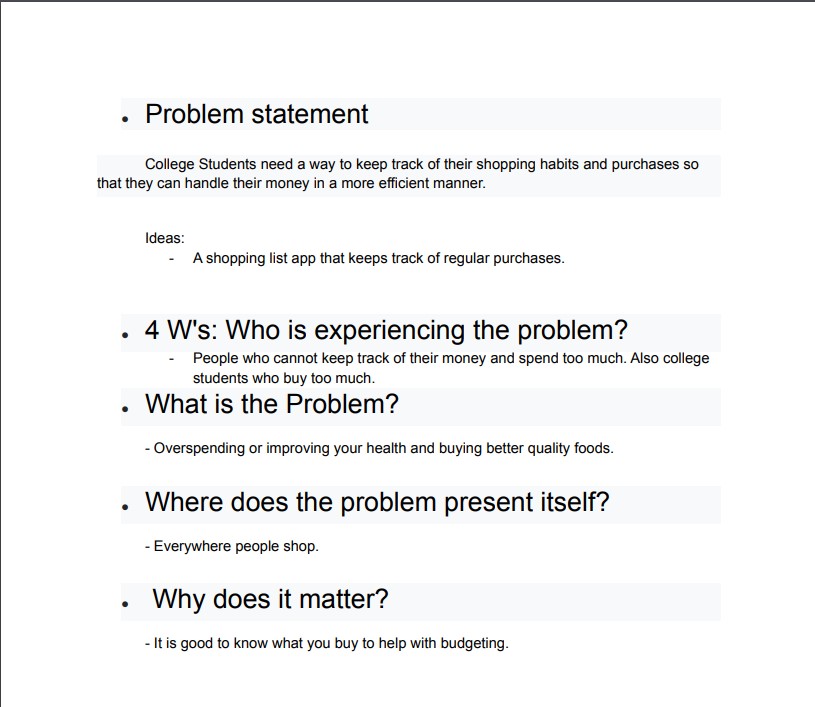 • Problem statement
College Students need a way to keep track of their shopping habits and purchases so
that they can handle their money in a more efficient manner.
Ideas:
- A shopping list app that keeps track of regular purchases.
• 4 W's: Who is experiencing the problem?
- People who cannot keep track of their money and spend too much. Also college
students who buy too much.
• What is the Problem?
- Overspending or improving your health and buying better quality foods.
• Where does the problem present itself?
- Everywhere people shop.
• Why does it matter?
- It is good to know what you buy to help with budgeting.